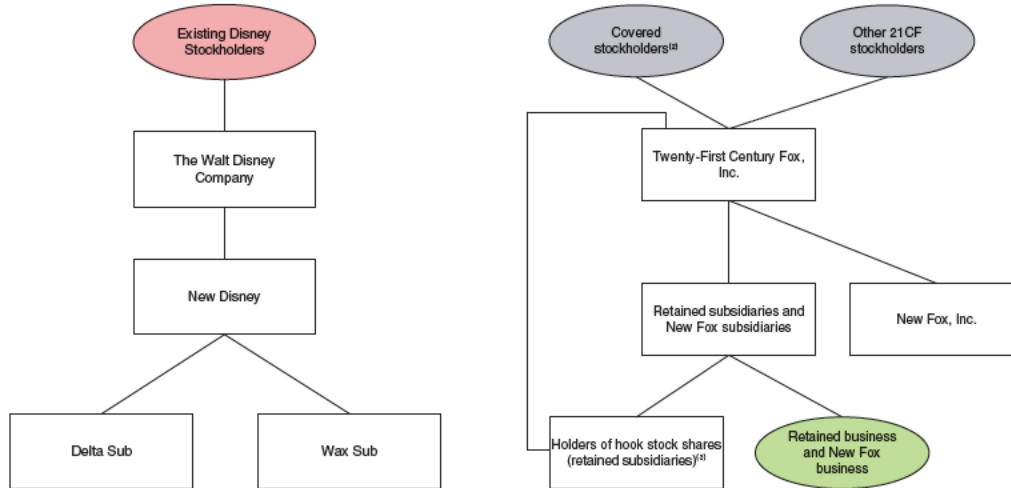 Existing Disney
Stockholders
Covered
stockholders(2)
Other 21CF
stockholders
The Walt Disney
Company
Twenty-First Century Fox,
Inc.
New Disney
Retained subsidiaries and
New Fox subsidiaries
New Fox, Inc.
Delta Sub
Wax Sub
Holders of hook stock shares
(retained subsidiaries)(3)
Retained business
and New Fox
business